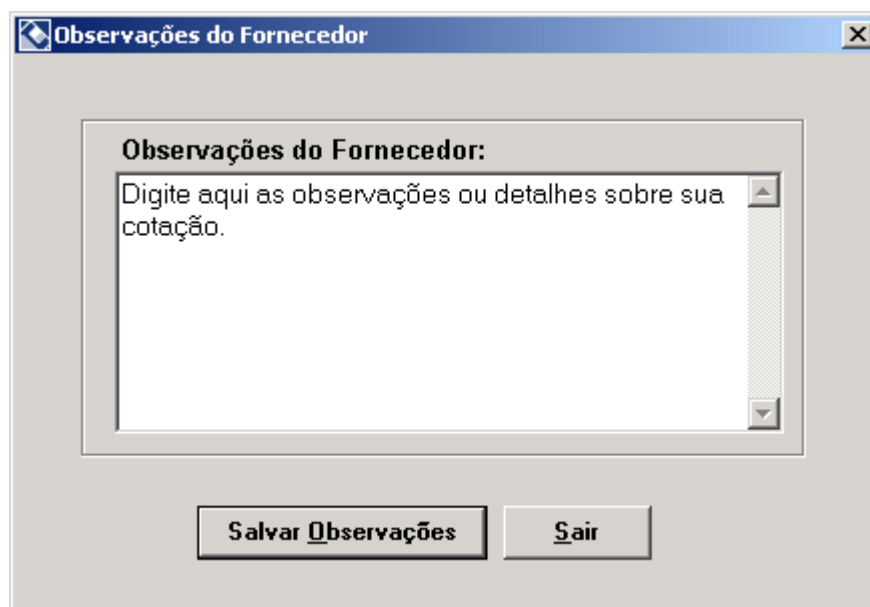 Observações do Fornecedor
Observações do Fornecedor:
Digite aqui as observações ou detalhes sobre sua
cotação.
Salvar Observações
Sair